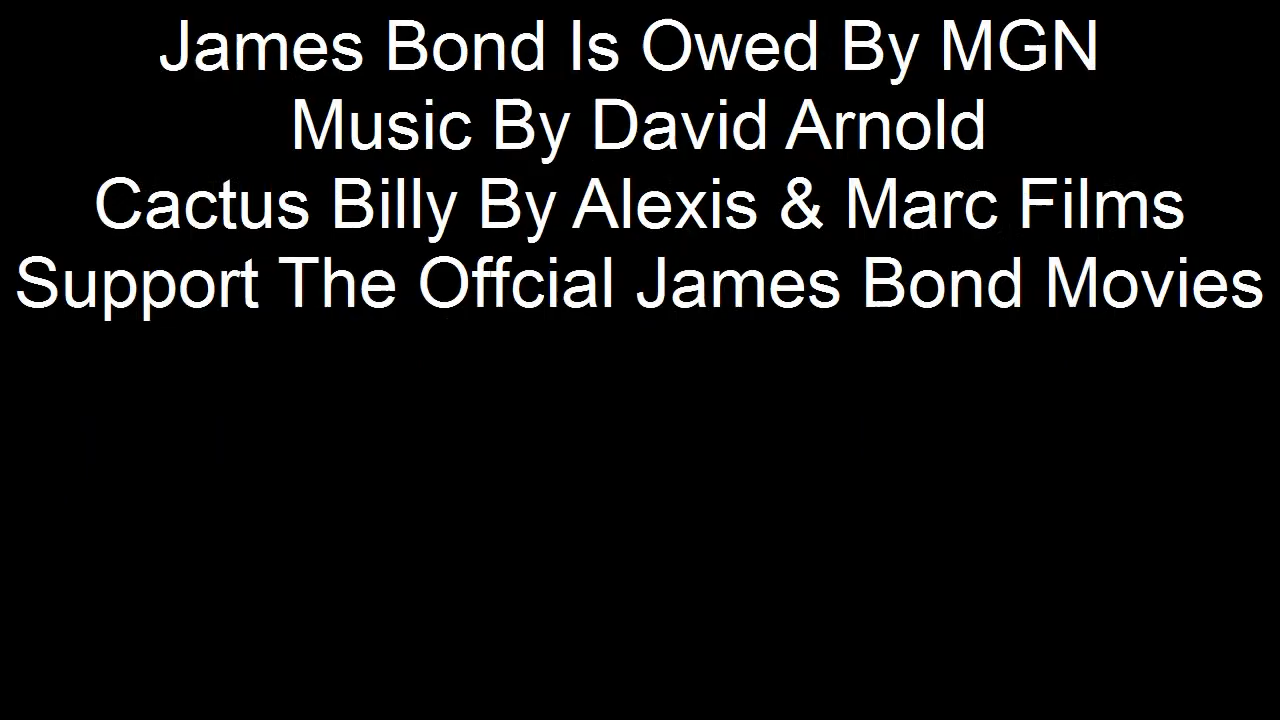 James Bond Is Owed By MGN
Music By David Arnold
Cactus Billy By Alexis & Marc Films
Support The Offcial James Bond Movies